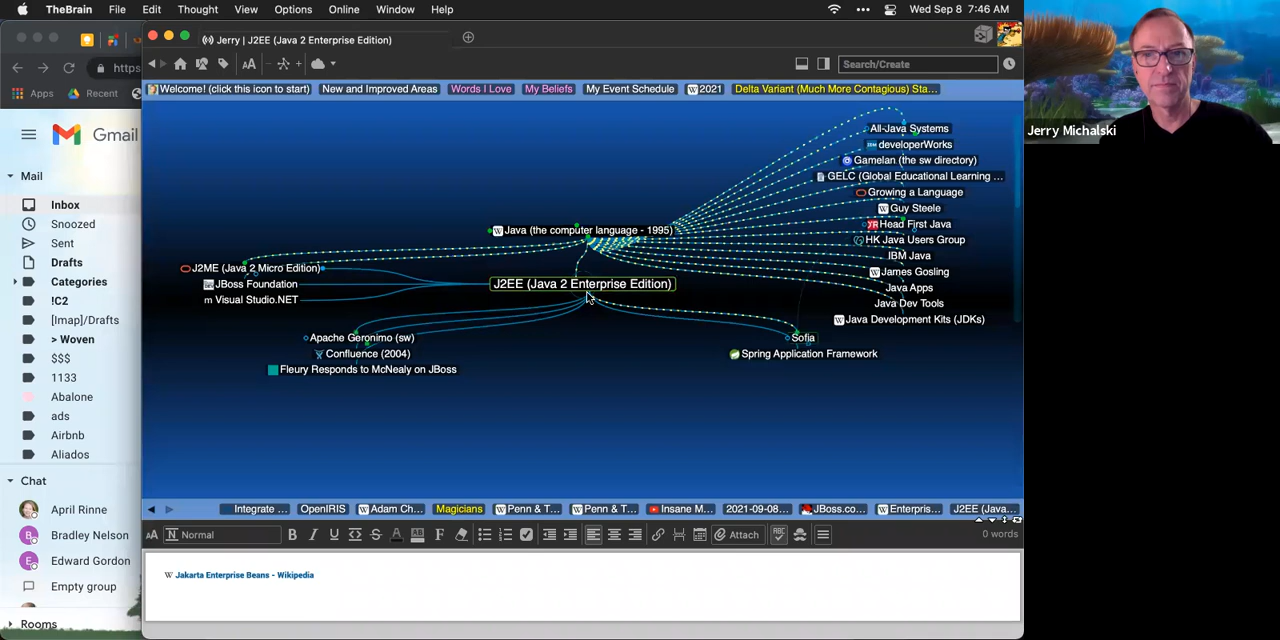 TheBrain File Edit Thought View Options Online Window Help Wed Sep 8 7:46 AM
Jerry | J2EE (Java 2 Enterprise Edition)
https
Search/Create
Apps Recent
Welcome! (click this icon to start) New and Improved Areas Words I Love My Beliefs My Event Schedule 2021 Delta Variant (Much More Contagious) Sta...
Gmail
Mail
Inbox
Snoozed
Sent
Drafts
Categories
!C2
[Imap]/Drafts
> Woven
$$$
1133
Abalone
ads
Airbnb
Aliados
Chat
April Rinne
Bradley Nelson
Edward Gordon
Empty group
Rooms
All-Java Systems
developerWorks
Gamelan (the sw directory)
GELC (Global Educational Learning ...
Growing a Language
Guy Steele
Head First Java
HK Java Users Group
IBM Java
James Gosling
Java Apps
Java Dev Tools
Java Development Kits (JDKs)
Java (the computer language - 1995)
J2ME (Java 2 Micro Edition)
JBoss Foundation
Visual Studio.NET
J2EE (Java 2 Enterprise Edition)
Apache Geronimo (sw)
Confluence (2004)
Fleury Responds to McNealy on JBoss
Sofia
Spring Application Framework
Integrate ... OpenIRIS Adam Ch... Magicians Penn & T... Penn & T... Insane M... 2021-09-08... JBoss.co... Enterpris... J2EE (Java...
Normal Attach 0 words
Jakarta Enterprise Beans - Wikipedia
Jerry Michalski